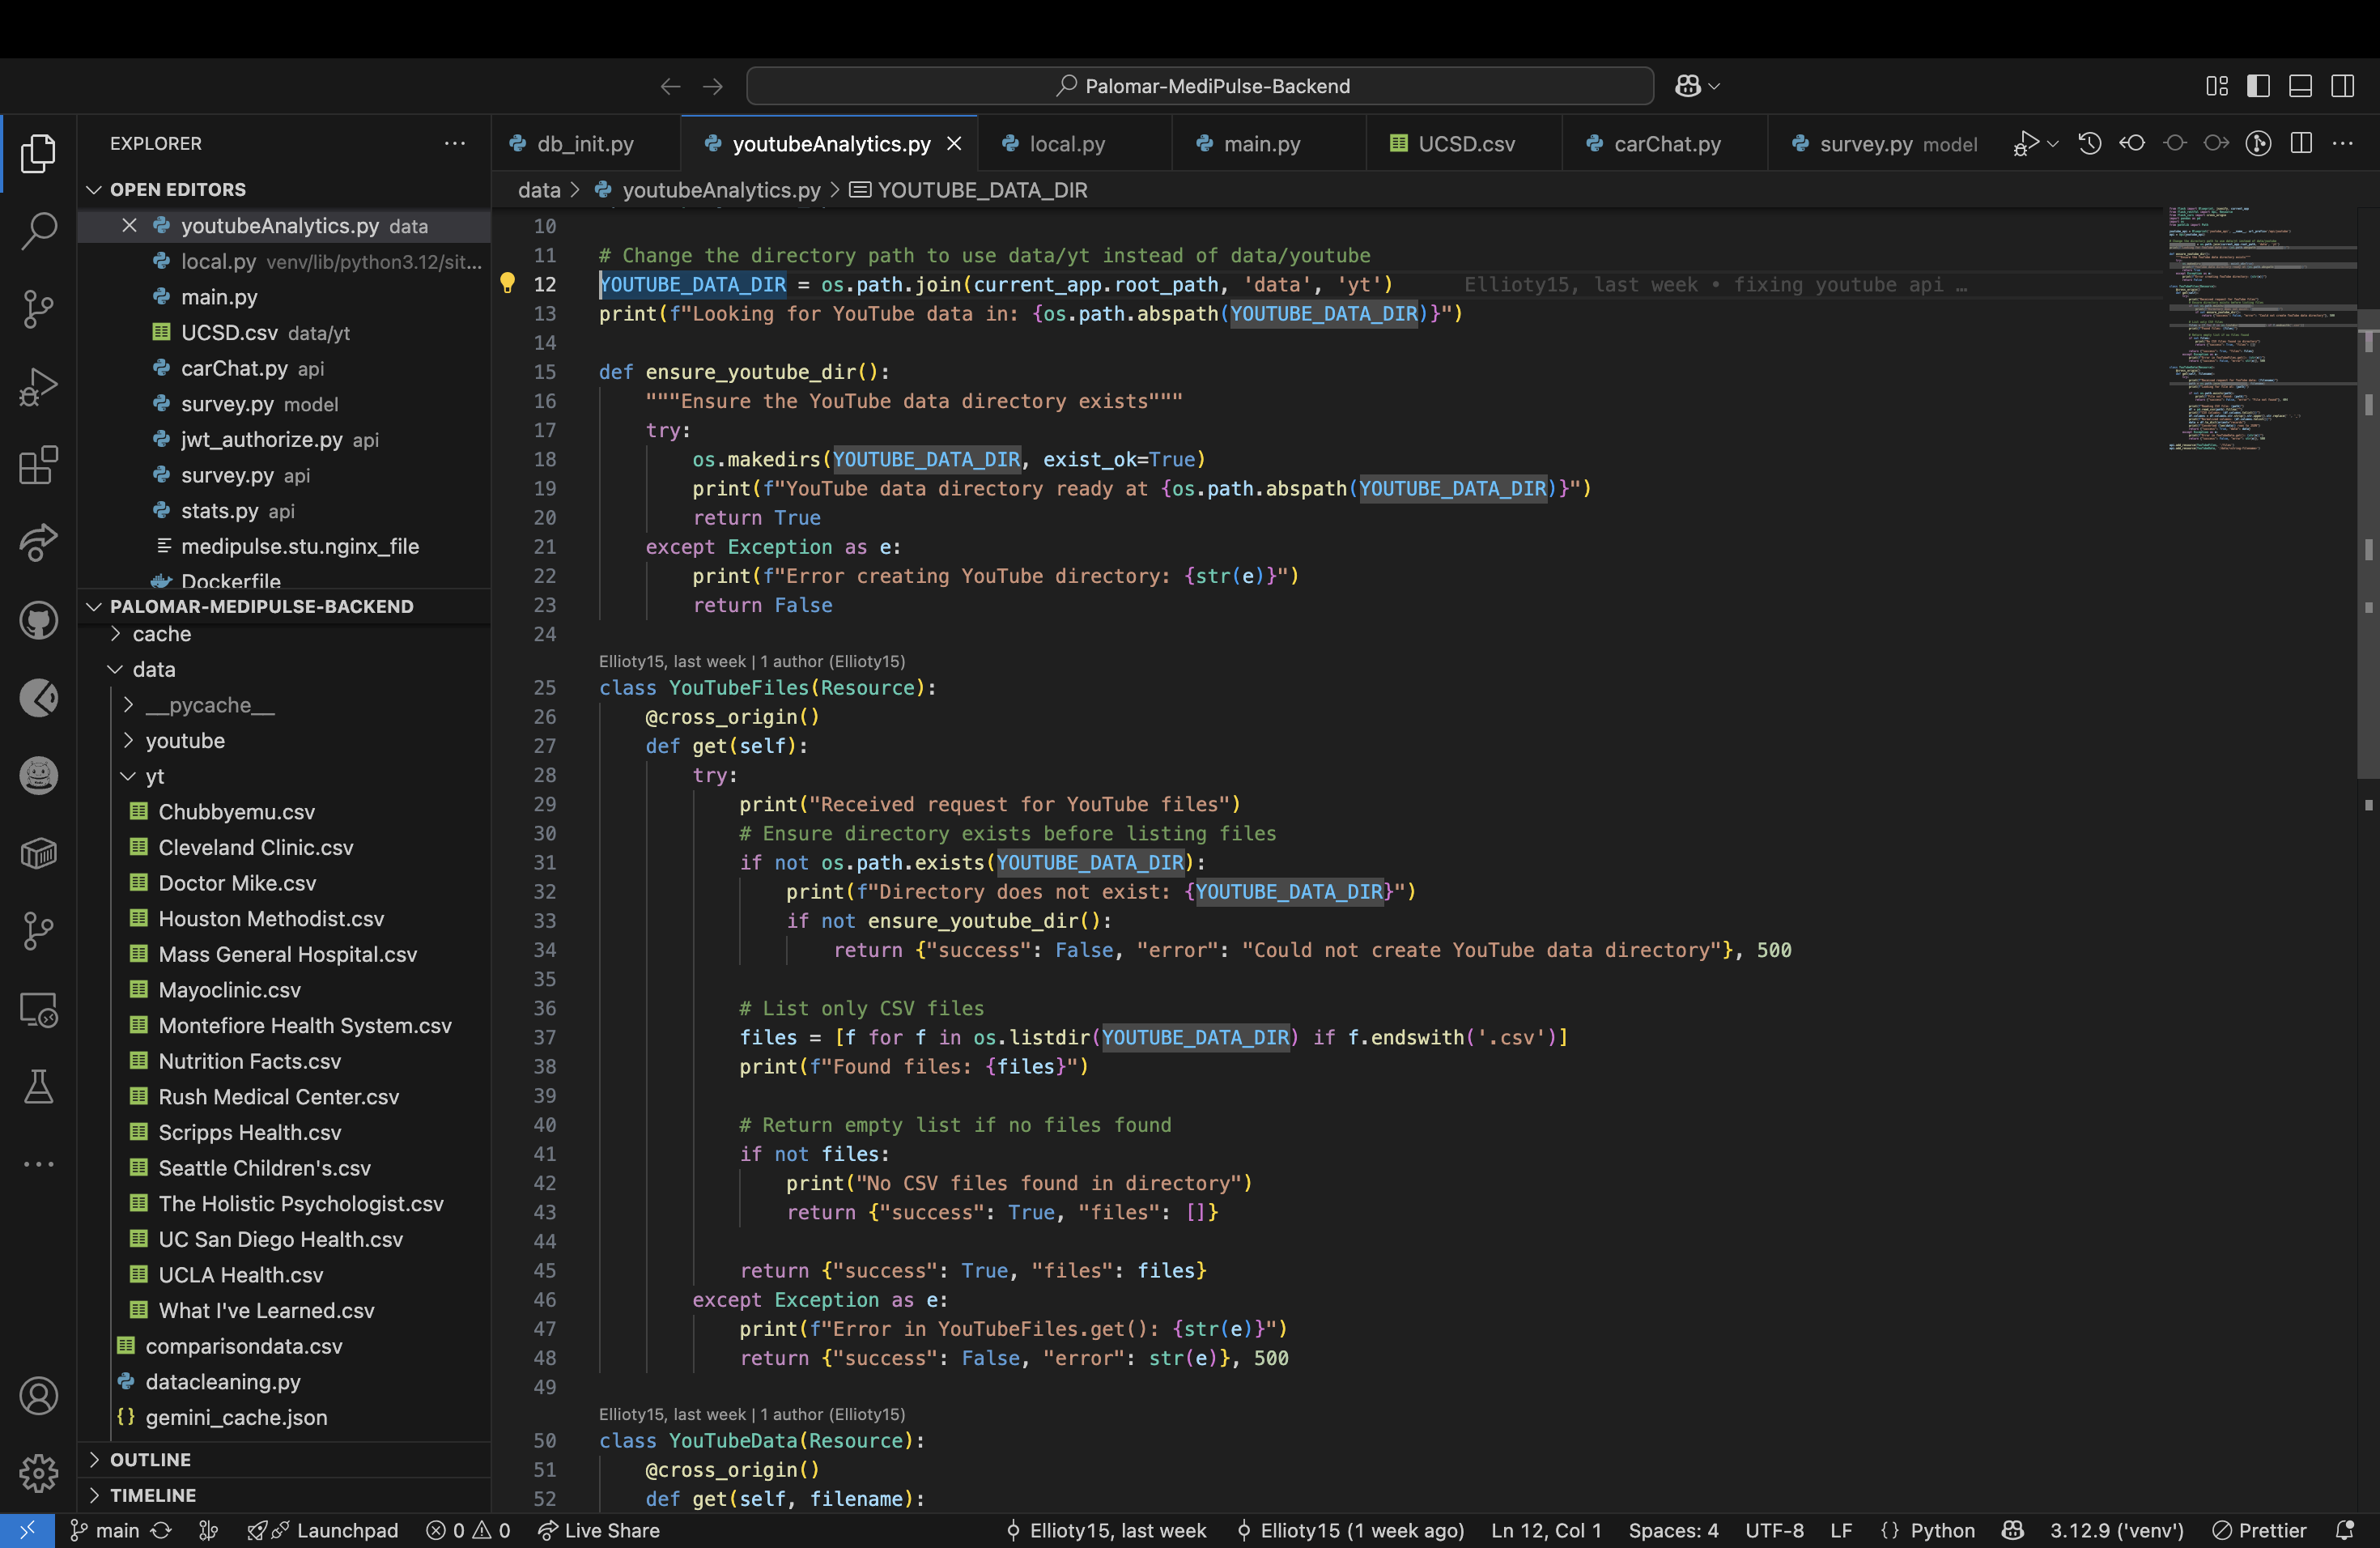 Palomar-MediPulse-Backend
EXPLORER
db_init.py
youtubeAnalytics.py
local.py
main.py
UCSD.csv
carChat.py
survey.py model
OPEN EDITORS
youtubeAnalytics.py data
local.py venv/lib/python3.12/sit...
main.py
UCSD.csv data/yt
carChat.py api
survey.py model
jwt_authorize.py api
survey.py api
stats.py api
medipulse.stu.nginx_file
Dockerfile
PALOMAR-MEDIPULSE-BACKEND
cache
data
__pycache__
youtube
yt
Chubbyemu.csv
Cleveland Clinic.csv
Doctor Mike.csv
Houston Methodist.csv
Mass General Hospital.csv
Mayoclinic.csv
Montefiore Health System.csv
Nutrition Facts.csv
Rush Medical Center.csv
Scripps Health.csv
Seattle Children's.csv
The Holistic Psychologist.csv
UC San Diego Health.csv
UCLA Health.csv
What I've Learned.csv
comparisondata.csv
datacleaning.py
gemini_cache.json
OUTLINE
TIMELINE
data > youtubeAnalytics.py > YOUTUBE_DATA_DIR
10
11 # Change the directory path to use data/yt instead of data/youtube
12 YOUTUBE_DATA_DIR = os.path.join(current_app.root_path, 'data', 'yt') Ellioty15, last week • fixing youtube api …
13 print(f"Looking for YouTube data in: {os.path.abspath(YOUTUBE_DATA_DIR)}")
14
15 def ensure_youtube_dir():
16 """Ensure the YouTube data directory exists"""
17 try:
18 os.makedirs(YOUTUBE_DATA_DIR, exist_ok=True)
19 print(f"YouTube data directory ready at {os.path.abspath(YOUTUBE_DATA_DIR)}")
20 return True
21 except Exception as e:
22 print(f"Error creating YouTube directory: {str(e)}")
23 return False
24
Ellioty15, last week | 1 author (Ellioty15)
25 class YouTubeFiles(Resource):
26 @cross_origin()
27 def get(self):
28 try:
29 print("Received request for YouTube files")
30 # Ensure directory exists before listing files
31 if not os.path.exists(YOUTUBE_DATA_DIR):
32 print(f"Directory does not exist: {YOUTUBE_DATA_DIR}")
33 if not ensure_youtube_dir():
34 return {"success": False, "error": "Could not create YouTube data directory"}, 500
35
36 # List only CSV files
37 files = [f for f in os.listdir(YOUTUBE_DATA_DIR) if f.endswith('.csv')]
38 print(f"Found files: {files}")
39
40 # Return empty list if no files found
41 if not files:
42 print("No CSV files found in directory")
43 return {"success": True, "files": []}
44
45 return {"success": True, "files": files}
46 except Exception as e:
47 print(f"Error in YouTubeFiles.get(): {str(e)}")
48 return {"success": False, "error": str(e)}, 500
49
Ellioty15, last week | 1 author (Ellioty15)
50 class YouTubeData(Resource):
51 @cross_origin()
52 def get(self, filename):
main Launchpad 0 0 Live Share Ellioty15, last week Ellioty15 (1 week ago) Ln 12, Col 1 Spaces: 4 UTF-8 LF {} Python 3.12.9 ('venv') Prettier